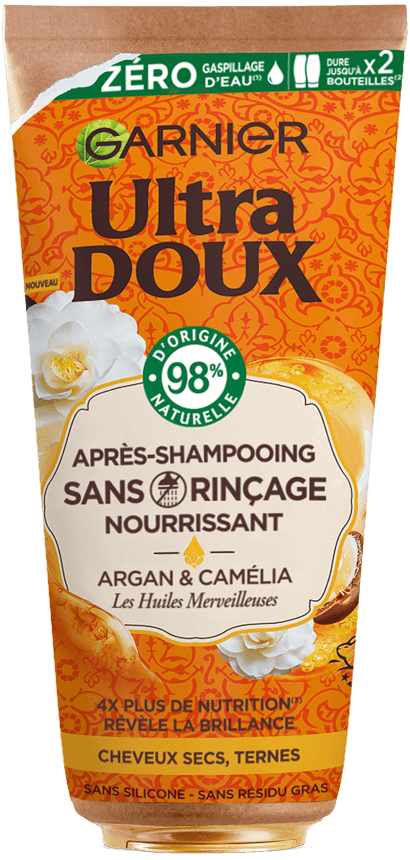 ZÉRO GASPILLAGE D'EAU(1)
DURE JUSQU'À X2 BOUTEILLES(2)
GARNIER
Ultra
DOUX
NOUVEAU
D'ORIGINE
98%
NATURELLE
APRÈS-SHAMPOOING
SANS RINÇAGE
NOURRISSANT
ARGAN & CAMÉLIA
Les Huiles Merveilleuses
4X PLUS DE NUTRITION(3)
RÉVÈLE LA BRILLANCE
CHEVEUX SECS, TERNES
SANS SILICONE - SANS RÉSIDU GRAS